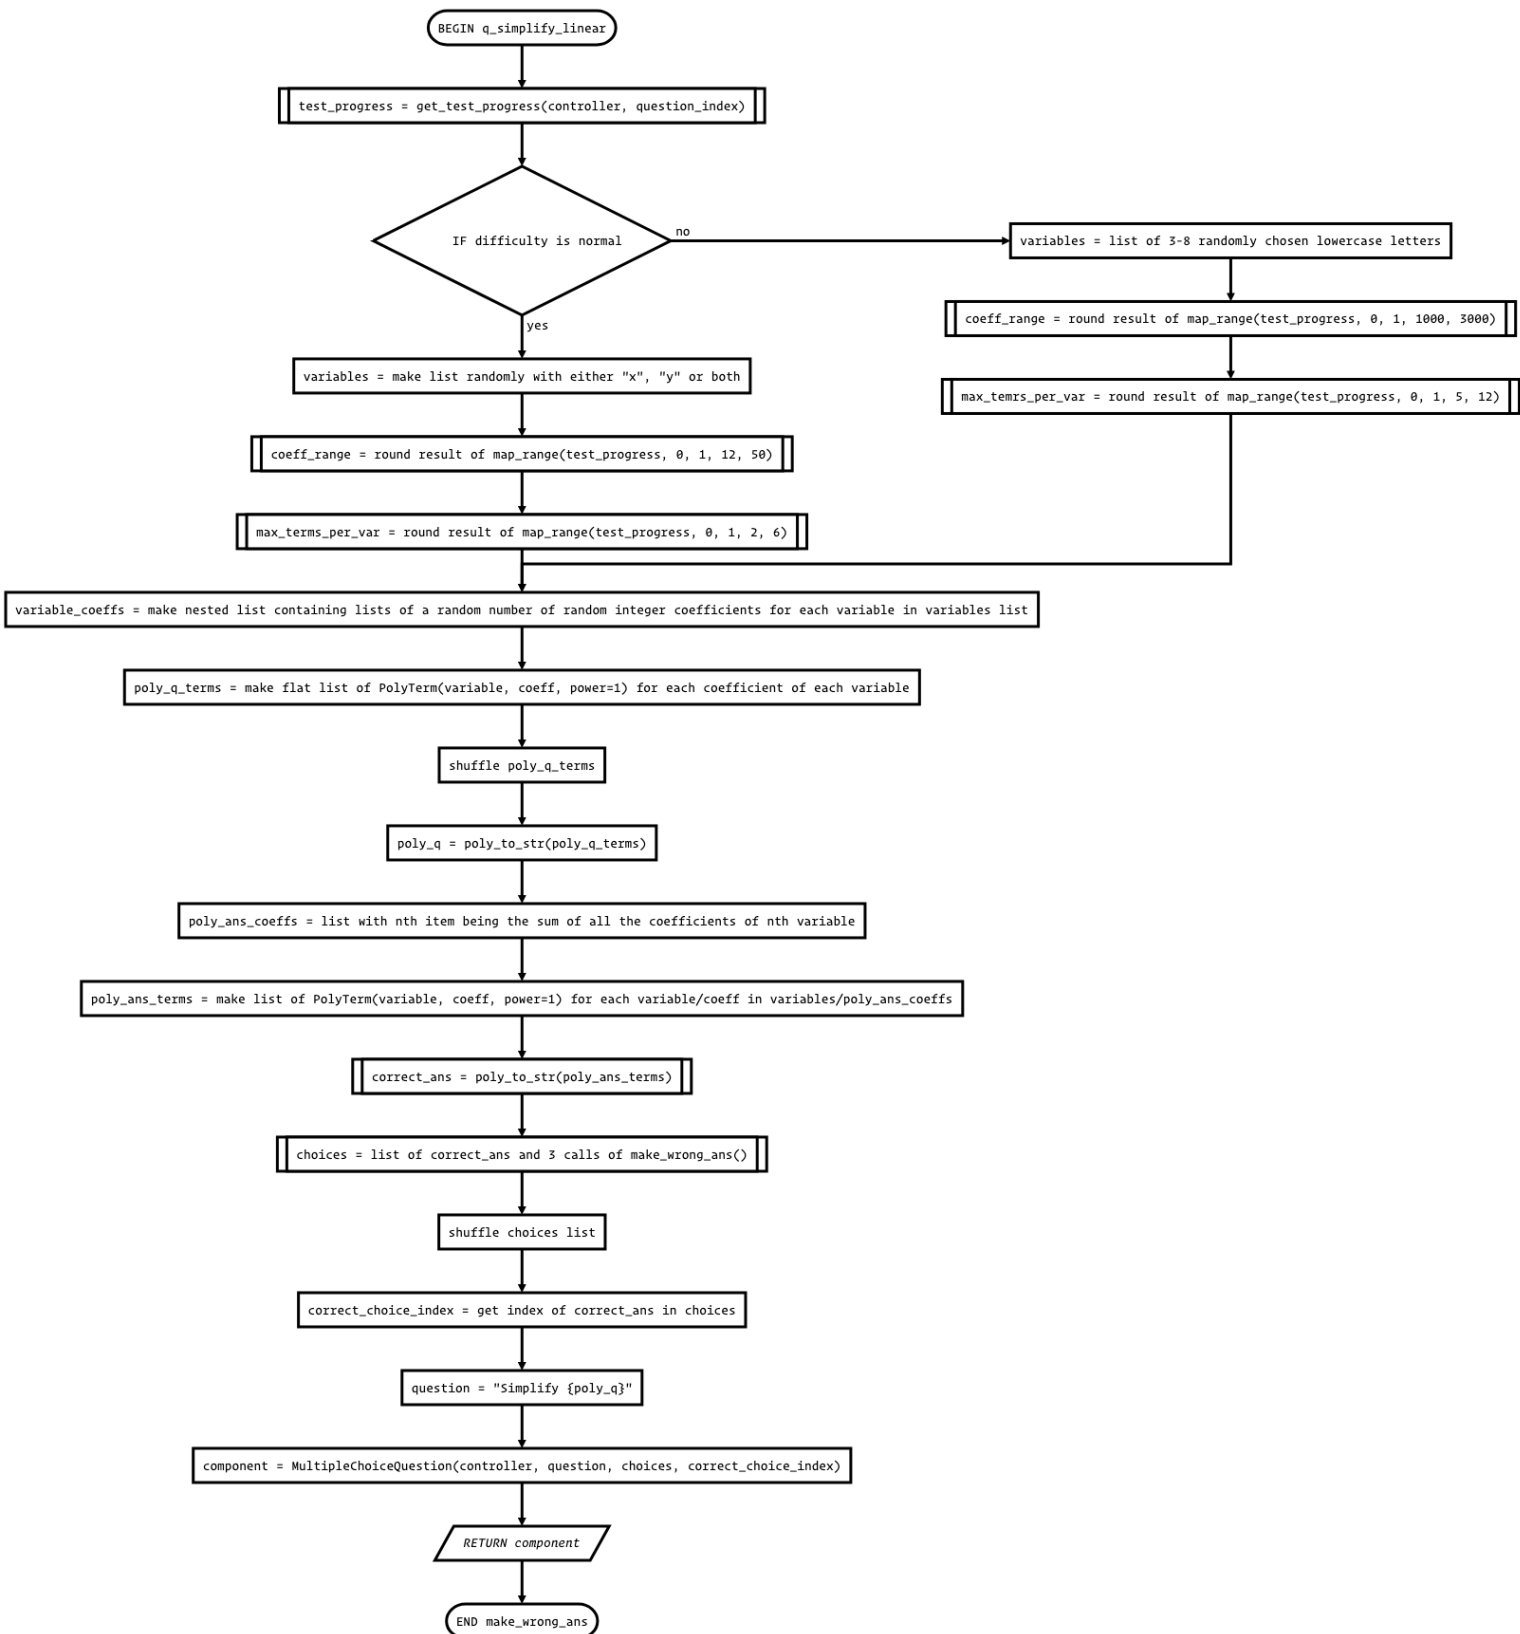 BEGIN q_simplify_linear
test_progress = get_test_progress(controller, question_index)
IF difficulty is normal
no
variables = list of 3-8 randomly chosen lowercase letters
coeff_range = round result of map_range(test_progress, 0, 1, 1000, 3000)
max_temrs_per_var = round result of map_range(test_progress, 0, 1, 5, 12)
yes
variables = make list randomly with either "x", "y" or both
coeff_range = round result of map_range(test_progress, 0, 1, 12, 50)
max_terms_per_var = round result of map_range(test_progress, 0, 1, 2, 6)
variable_coeffs = make nested list containing lists of a random number of random integer coefficients for each variable in variables list
poly_q_terms = make flat list of PolyTerm(variable, coeff, power=1) for each coefficient of each variable
shuffle poly_q_terms
poly_q = poly_to_str(poly_q_terms)
poly_ans_coeffs = list with nth item being the sum of all the coefficients of nth variable
poly_ans_terms = make list of PolyTerm(variable, coeff, power=1) for each variable/coeff in variables/poly_ans_coeffs
correct_ans = poly_to_str(poly_ans_terms)
choices = list of correct_ans and 3 calls of make_wrong_ans()
shuffle choices list
correct_choice_index = get index of correct_ans in choices
question = "Simplify {poly_q}"
component = MultipleChoiceQuestion(controller, question, choices, correct_choice_index)
RETURN component
END make_wrong_ans